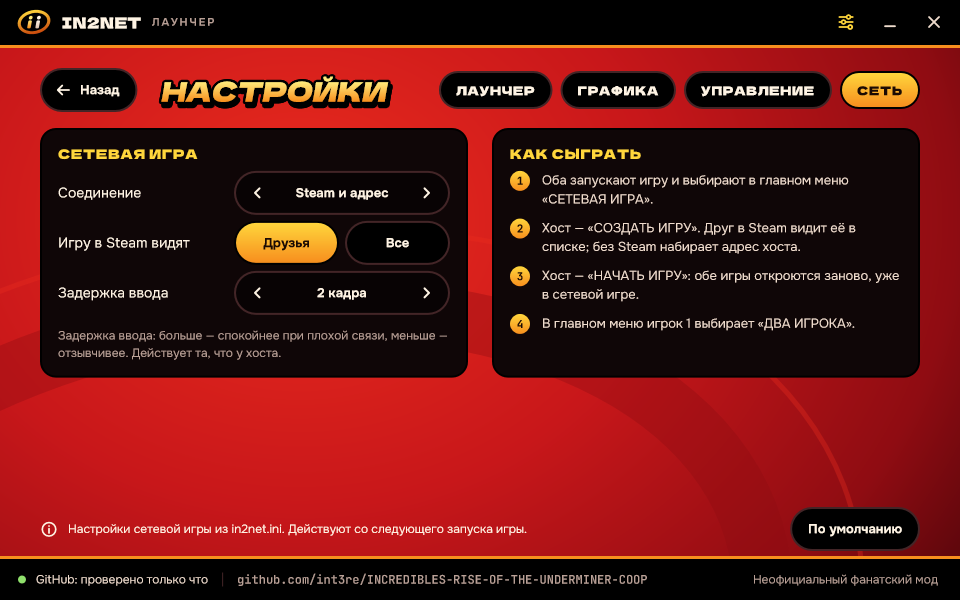 ii IN2NET ЛАУНЧЕР
Назад
НАСТРОЙКИ
ЛАУНЧЕР ГРАФИКА УПРАВЛЕНИЕ СЕТЬ
СЕТЕВАЯ ИГРА
Соединение
Steam и адрес
Игру в Steam видят
Друзья Все
Задержка ввода
2 кадра
Задержка ввода: больше — спокойнее при плохой связи, меньше —
отзывчивее. Действует та, что у хоста.
КАК СЫГРАТЬ
1 Оба запускают игру и выбирают в главном меню
«СЕТЕВАЯ ИГРА».
2 Хост — «СОЗДАТЬ ИГРУ». Друг в Steam видит её в
списке; без Steam набирает адрес хоста.
3 Хост — «НАЧАТЬ ИГРУ»: обе игры откроются заново, уже
в сетевой игре.
4 В главном меню игрок 1 выбирает «ДВА ИГРОКА».
Настройки сетевой игры из in2net.ini. Действуют со следующего запуска игры.
По умолчанию
GitHub: проверено только что
github.com/int3re/INCREDIBLES-RISE-OF-THE-UNDERMINER-COOP
Неофициальный фанатский мод